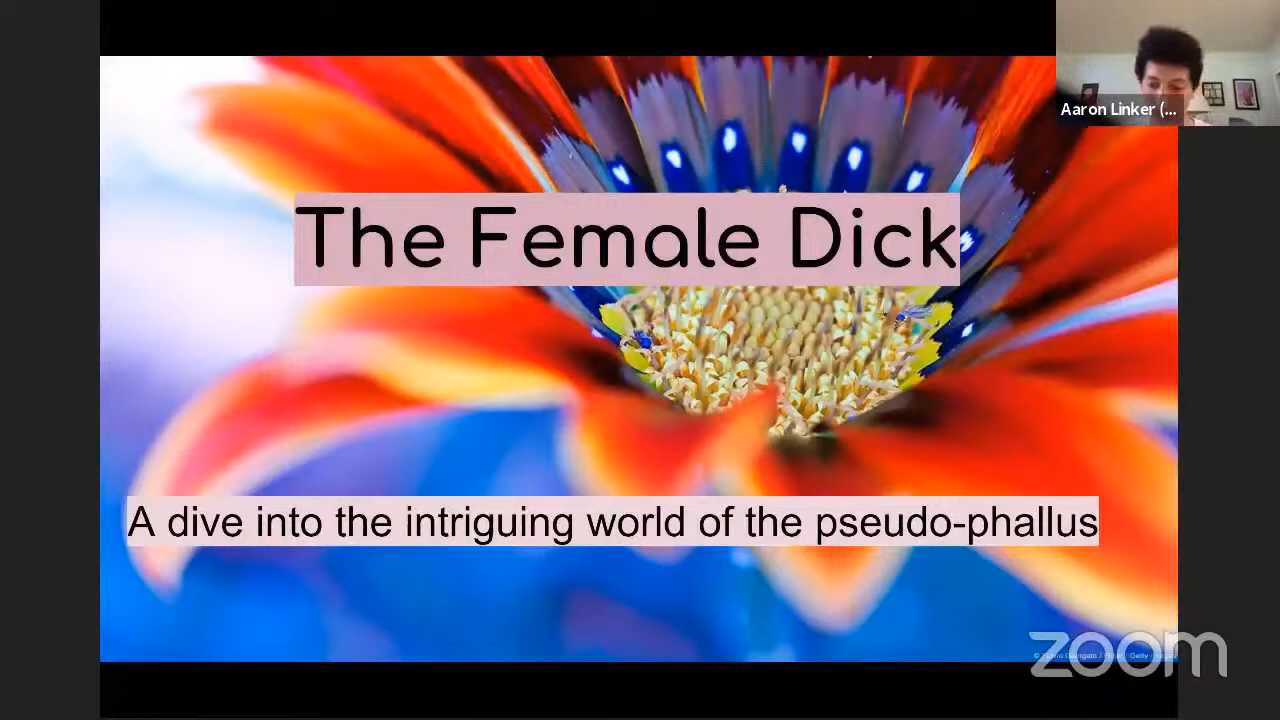 Aaron Linker (...
The Female Dick
A dive into the intriguing world of the pseudo-phallus
zoom